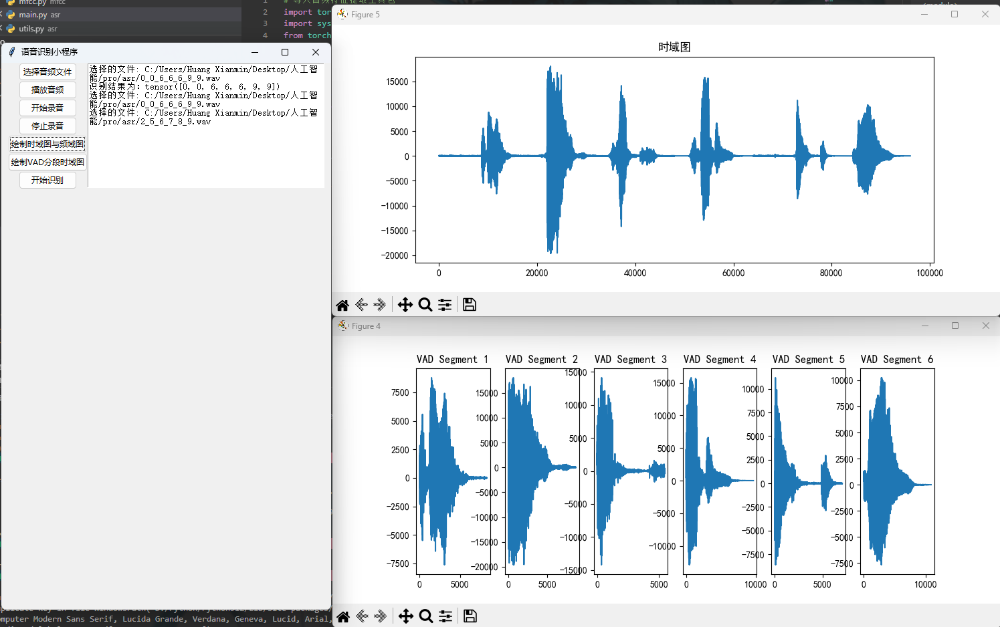 mfcc.py mfcc
main.py asr
utils.py asr
1 # 导入音频特征提取工具包
2 import tor
3 import sys
4 from torch
语音识别小程序
选择音频文件
播放音频
开始录音
停止录音
绘制时域图与频域图
绘制VAD分段时域图
开始识别
选择的文件: C:/Users/Huang Xianmin/Desktop/人工智
能/pro/asr/0_0_6_6_6_9_9.wav
识别结果为: tensor([0, 0, 6, 6, 6, 9, 9])
选择的文件: C:/Users/Huang Xianmin/Desktop/人工智
能/pro/asr/0_0_6_6_6_9_9.wav
选择的文件: C:/Users/Huang Xianmin/Desktop/人工智
能/pro/asr/2_5_6_7_8_9.wav
Figure 5
时域图
15000
10000
5000
0
−5000
−10000
−15000
−20000
0 20000 40000 60000 80000 100000
Figure 4
VAD Segment 1
7500
5000
2500
0
−2500
−5000
−7500
0 5000
VAD Segment 2
15000
10000
5000
0
−5000
−10000
−15000
−20000
0 5000
VAD Segment 3
15000
10000
5000
0
−5000
−10000
−15000
0 5000
VAD Segment 4
15000
10000
5000
0
−5000
−10000
0 10000
VAD Segment 5
10000
7500
5000
2500
0
−2500
−5000
−7500
0 5000
VAD Segment 6
10000
7500
5000
2500
0
−2500
−5000
−7500
0 10000
mputer Modern Sans Serif, Lucida Grande, Verdana, Geneva, Lucid, Arial,